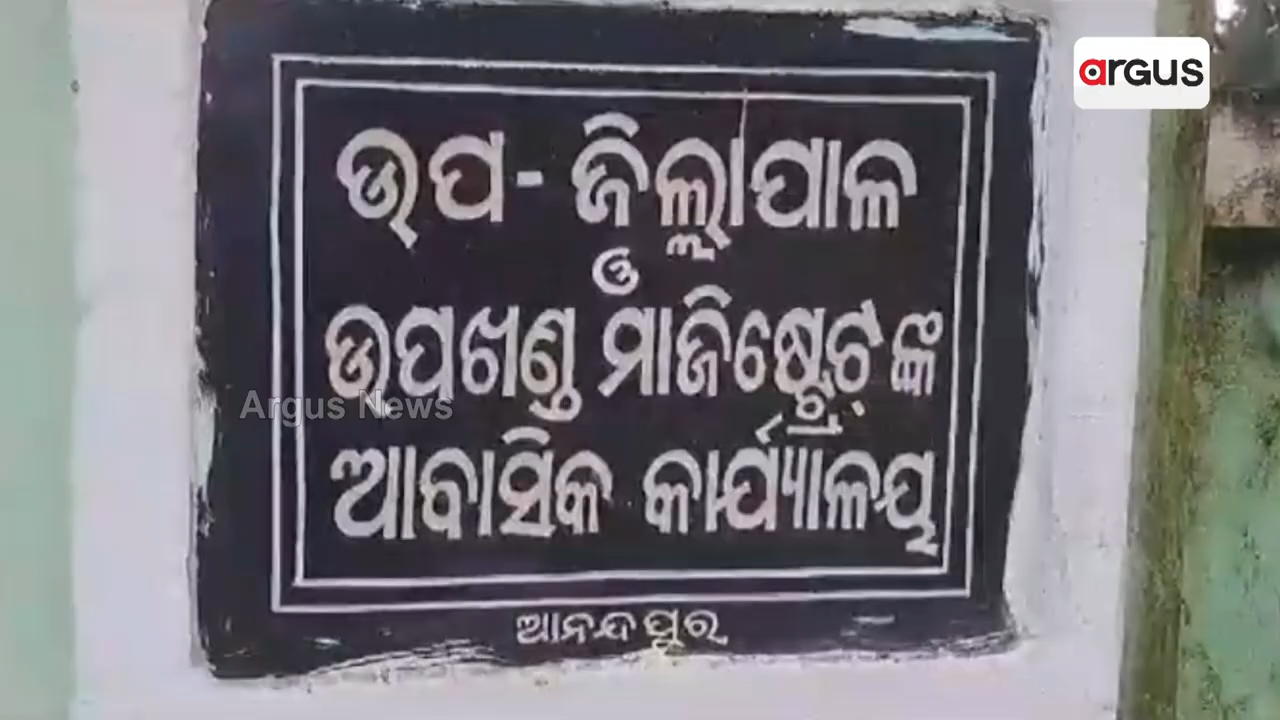 argus
ଉପ- ଜିଲ୍ଲାପାଳ
ଓ
ଉପଖଣ୍ଡ ମାଜିଷ୍ଟ୍ରେଟ୍ ଙ୍କ
Argus News
ଆବାସିକ କାର୍ଯ୍ୟାଳୟ
ଆନନ୍ଦପୁର